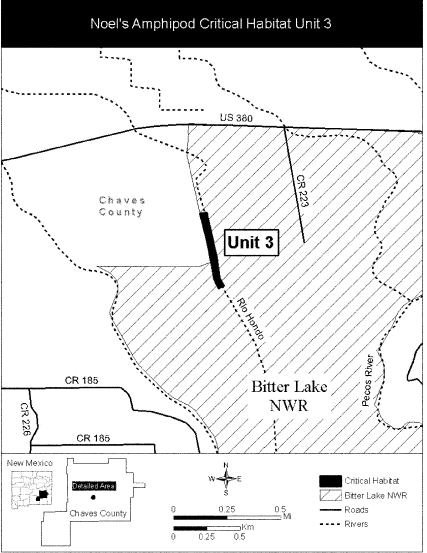 Noel's Amphipod Critical Habitat Unit 3
US 380
Chaves
County
CR 223
Unit 3
Rio Hondo
Bitter Lake
NWR
Pecos River
CR 185
CR 226
CR 185
New Mexico
Detailed Area
Chaves County
N
W E
S
0 0.25 0.5
Mi
Km
0 0.25 0.5
Critical Habitat
Bitter Lake NWR
Roads
Rivers